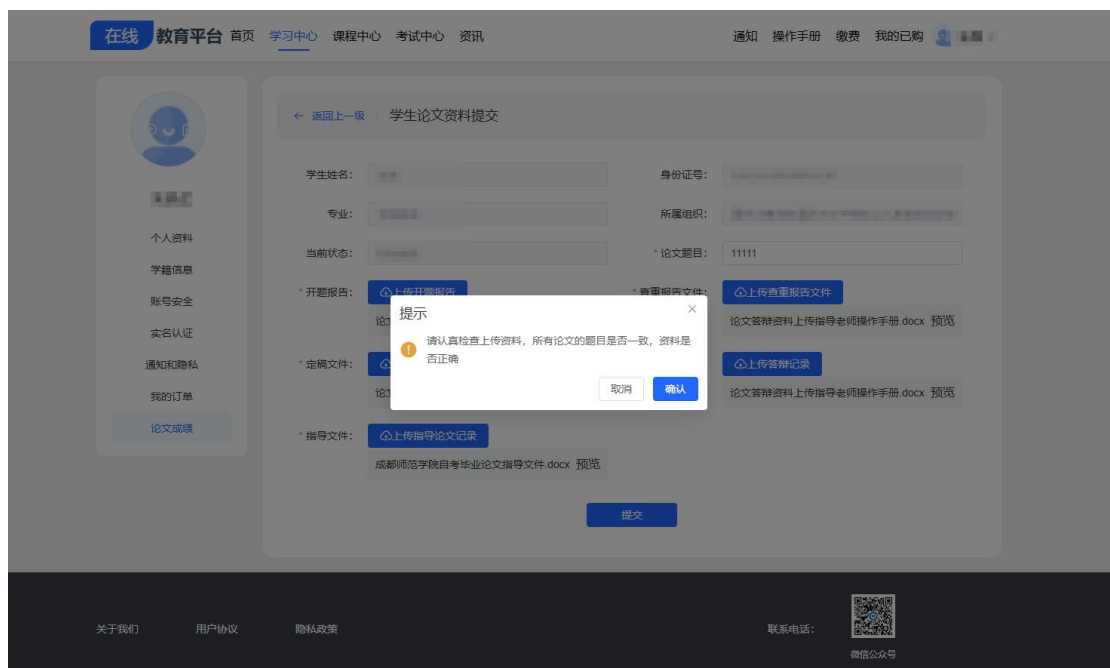 在线 教育平台 首页 学习中心 课程中心 考试中心 资讯 通知 操作手册 缴费 我的已购
← 返回上一级 学生论文资料提交
学生姓名: 身份证号:
专业: 所属组织:
当前状态: *论文题目: 11111
*开题报告: 上传开题报告 *查重报告文件: 上传查重报告文件
论文答辩资料上传指导老师操作手册.docx 预览
提示 ×
请认真检查上传资料，所有论文的题目是否一致，资料是
否正确
取消 确认
*定稿文件: 上传答辩记录
论文答辩资料上传指导老师操作手册.docx 预览
*指导文件: 上传指导论文记录
成都师范学院自考毕业论文指导文件.docx 预览
提交
个人资料
学籍信息
账号安全
实名认证
通知和隐私
我的订单
论文成绩
关于我们 用户协议 隐私政策 联系电话:
微信公众号